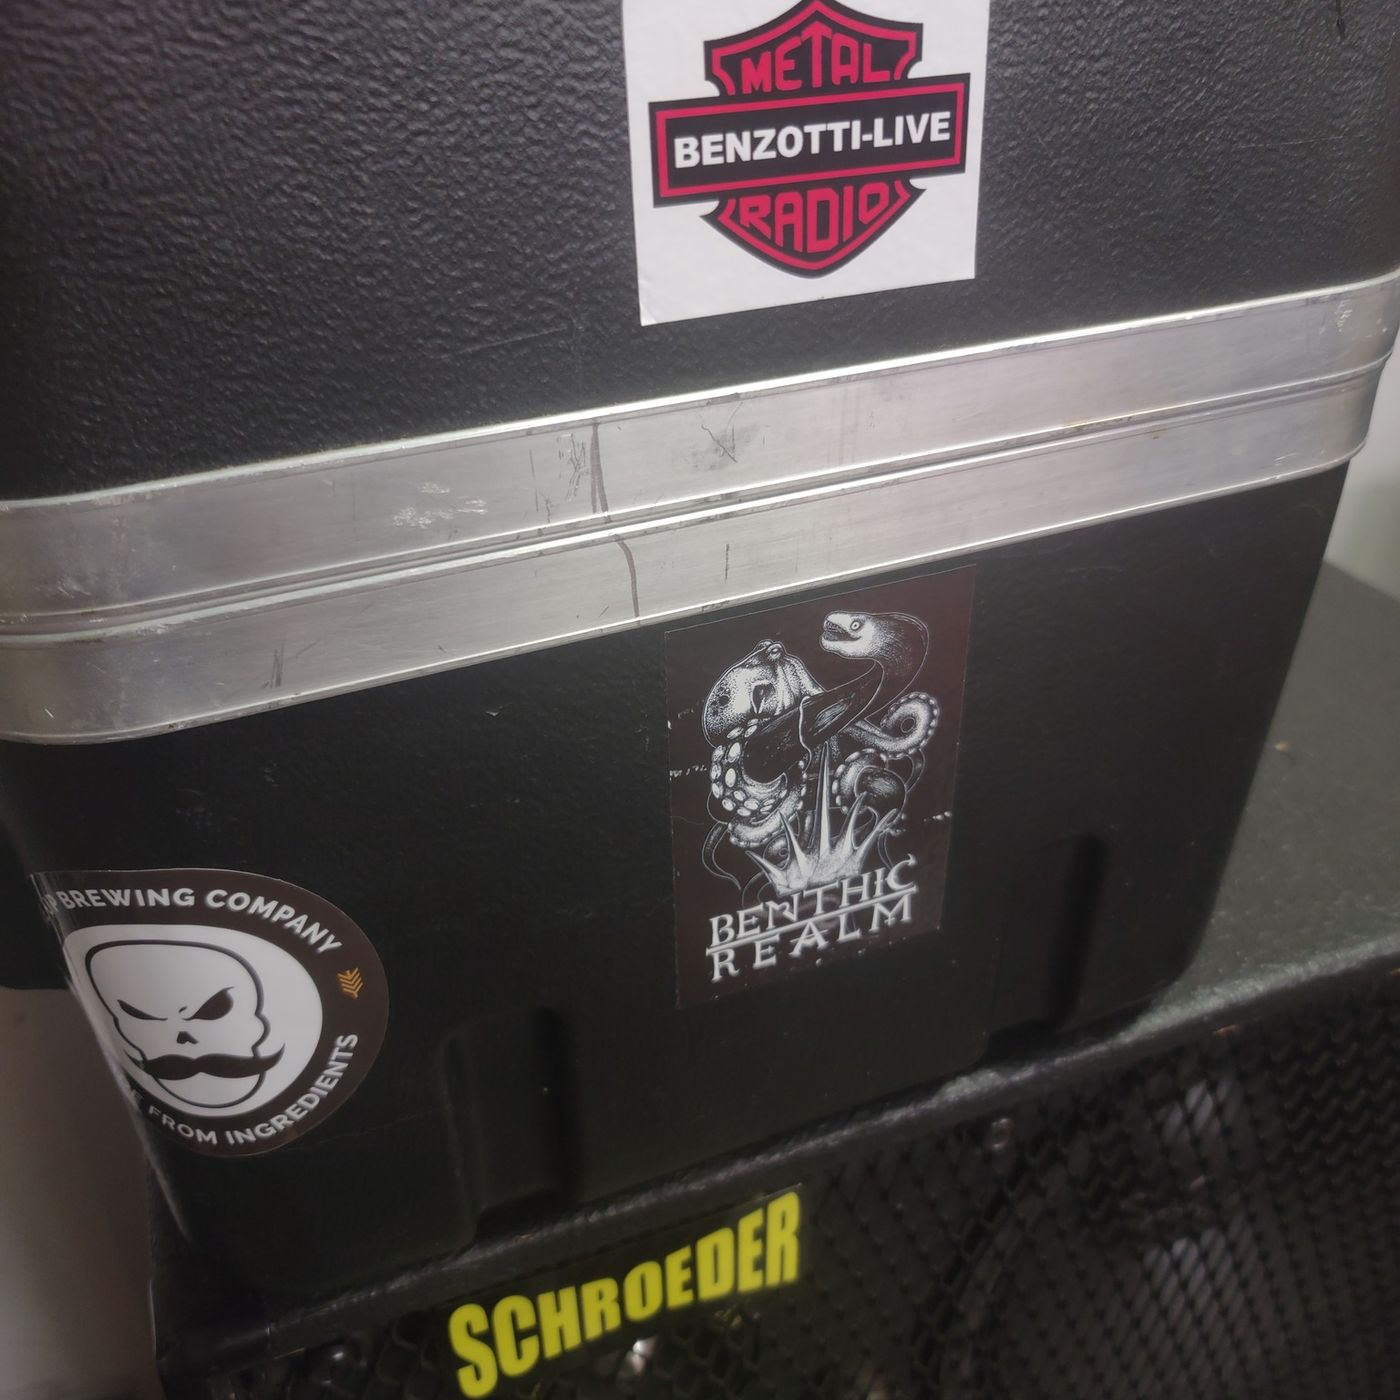 METAL
BENZOTTI-LIVE
RADIO
BENTHIC
REALM
BREWING COMPANY
FROM INGREDIENTS
SCHROEDER